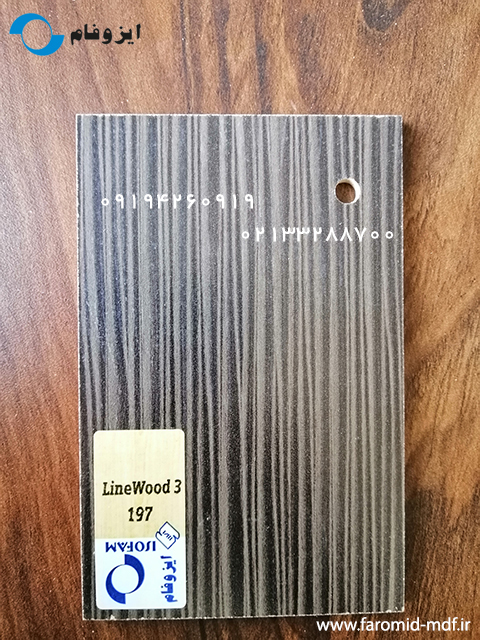 ایزوفام
۰۹۱۹۴۲۶۰۹۱۹
۰۲۱۳۳۲۸۸۷۰۰
LineWood 3
197
ISOFAM
ایزوفام
www.faromid-mdf.ir